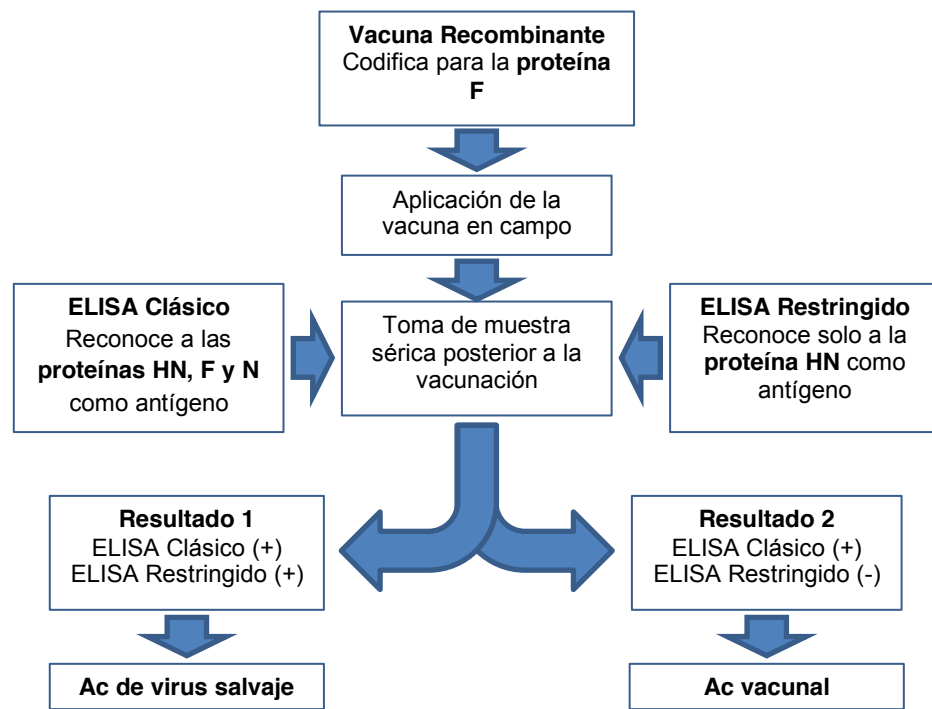 Vacuna Recombinante
Codifica para la proteína
F
Aplicación de la
vacuna en campo
ELISA Clásico
Reconoce a las
proteínas HN, F y N
como antígeno
Toma de muestra
sérica posterior a la
vacunación
ELISA Restringido
Reconoce solo a la
proteína HN como
antígeno
Resultado 1
ELISA Clásico (+)
ELISA Restringido (+)
Resultado 2
ELISA Clásico (+)
ELISA Restringido (-)
Ac de virus salvaje
Ac vacunal